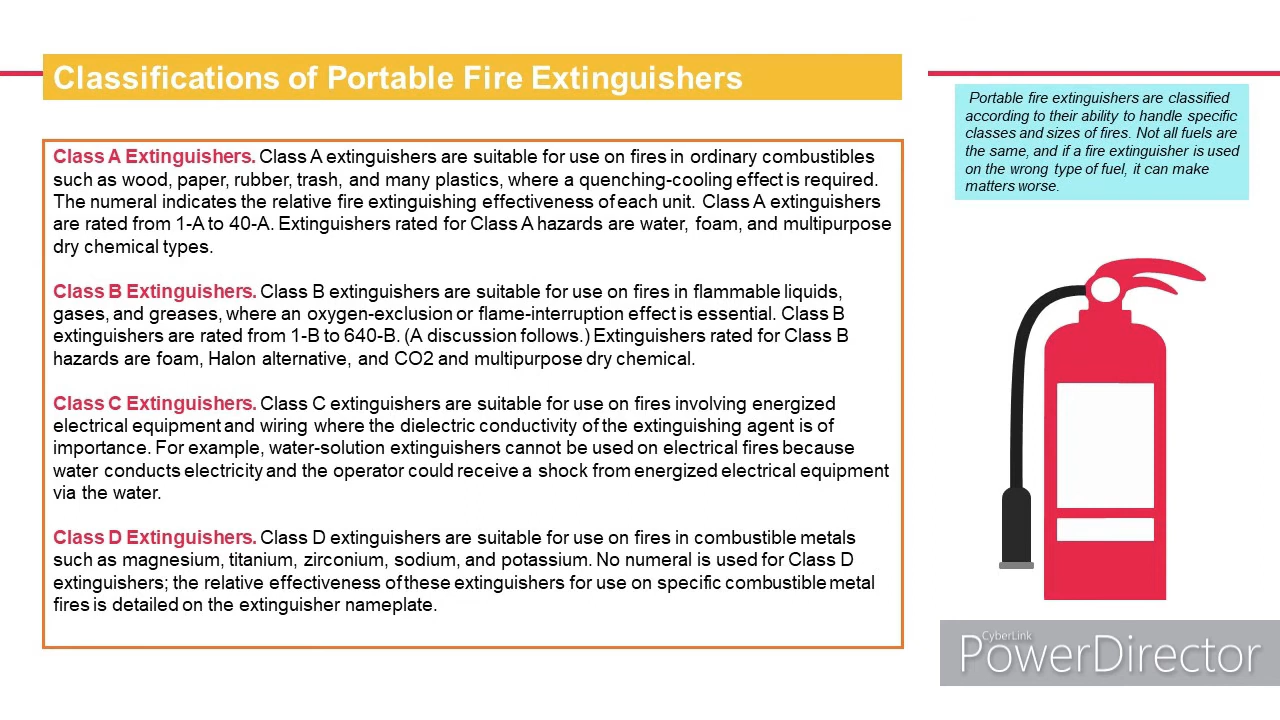 Classifications of Portable Fire Extinguishers
Portable fire extinguishers are classified
according to their ability to handle specific
classes and sizes of fires. Not all fuels are
the same, and if a fire extinguisher is used
on the wrong type of fuel, it can make
matters worse.
Class A Extinguishers. Class A extinguishers are suitable for use on fires in ordinary combustibles
such as wood, paper, rubber, trash, and many plastics, where a quenching-cooling effect is required.
The numeral indicates the relative fire extinguishing effectiveness of each unit. Class A extinguishers
are rated from 1-A to 40-A. Extinguishers rated for Class A hazards are water, foam, and multipurpose
dry chemical types.
Class B Extinguishers. Class B extinguishers are suitable for use on fires in flammable liquids,
gases, and greases, where an oxygen-exclusion or flame-interruption effect is essential. Class B
extinguishers are rated from 1-B to 640-B. (A discussion follows.) Extinguishers rated for Class B
hazards are foam, Halon alternative, and CO2 and multipurpose dry chemical.
Class C Extinguishers. Class C extinguishers are suitable for use on fires involving energized
electrical equipment and wiring where the dielectric conductivity of the extinguishing agent is of
importance. For example, water-solution extinguishers cannot be used on electrical fires because
water conducts electricity and the operator could receive a shock from energized electrical equipment
via the water.
Class D Extinguishers. Class D extinguishers are suitable for use on fires in combustible metals
such as magnesium, titanium, zirconium, sodium, and potassium. No numeral is used for Class D
extinguishers; the relative effectiveness of these extinguishers for use on specific combustible metal
fires is detailed on the extinguisher nameplate.
CyberLink
PowerDirector